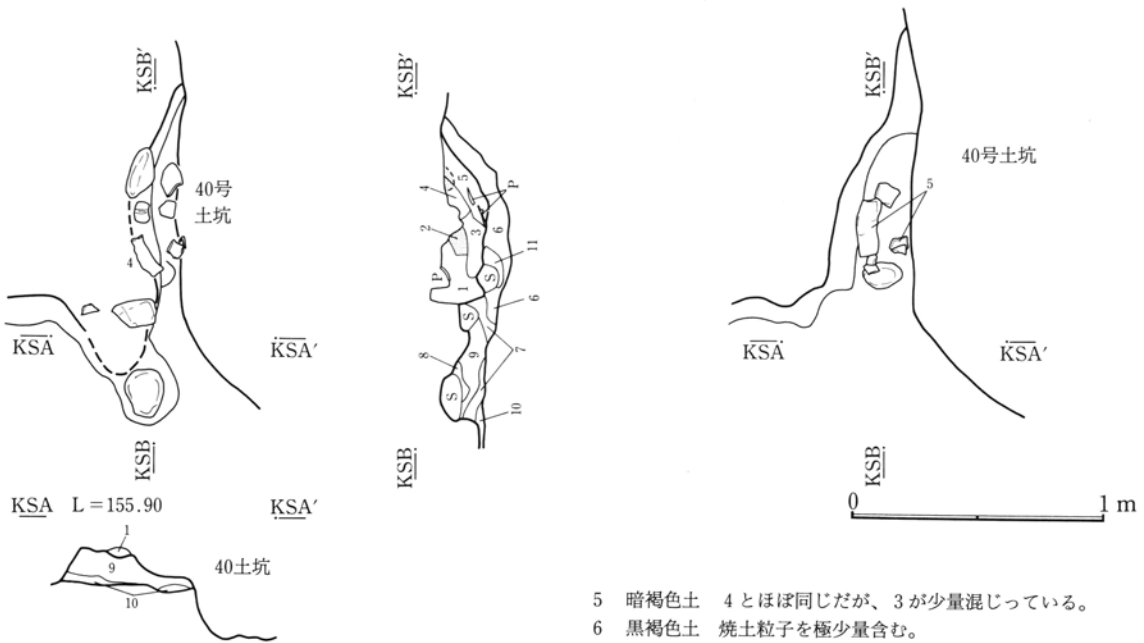 KSB′
KSB′
KSB′
40号
土坑
4
KSA
KSA′
KSB
4
5
P
2
3
6
11
P
1
S
S
6
8
9
7
S
10
KSB
40号土坑
5
KSA
KSA′
KSB
0
1 m
KSA L＝155.90
KSA′
1
9
40土坑
10
5 暗褐色土 4とほぼ同じだが、3が少量混じっている。
6 黒褐色土 焼土粒子を極少量含む。